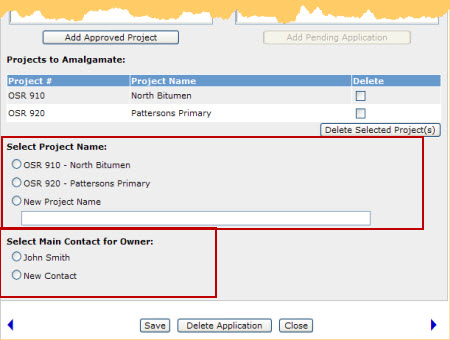 Add Approved Project Add Pending Application
Projects to Amalgamate:
Project # Project Name Delete
OSR 910 North Bitumen
OSR 920 Pattersons Primary
Delete Selected Project(s)
Select Project Name:
OSR 910 - North Bitumen
OSR 920 - Pattersons Primary
New Project Name
Select Main Contact for Owner:
John Smith
New Contact
Save Delete Application Close